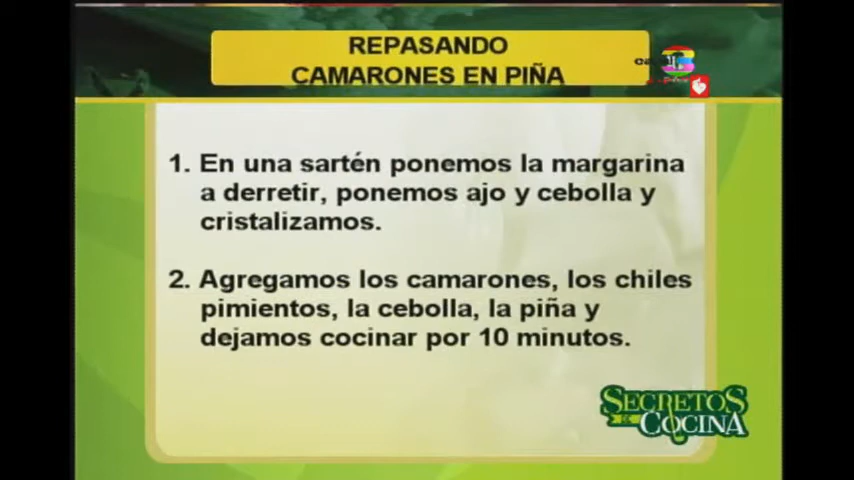 REPASANDO
CAMARONES EN PIÑA
1. En una sartén ponemos la margarina
a derretir, ponemos ajo y cebolla y
cristalizamos.
2. Agregamos los camarones, los chiles
pimientos, la cebolla, la piña y
dejamos cocinar por 10 minutos.
SECRETOS
DE COCINA